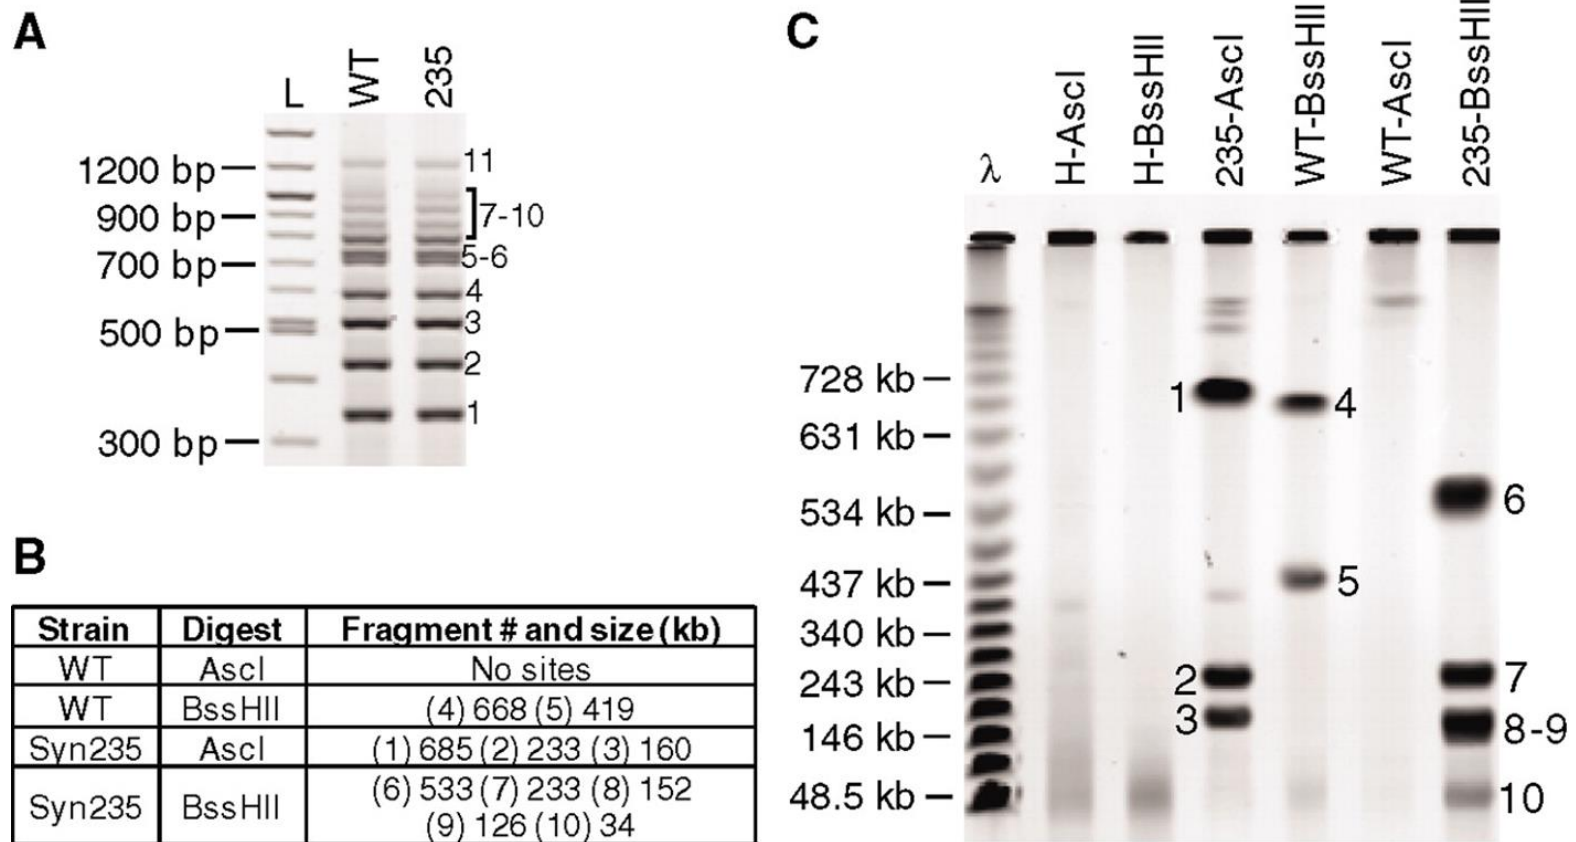 A
L
WT
235
1200 bp
900 bp
700 bp
500 bp
300 bp
11
7-10
5-6
4
3
2
1
B
Strain Digest Fragment # and size (kb)
WT AscI No sites
WT BssHII (4) 668 (5) 419
Syn235 AscI (1) 685 (2) 233 (3) 160
Syn235 BssHII (6) 533 (7) 233 (8) 152
(9) 126 (10) 34
C
λ
H-AscI
H-BssHII
235-AscI
WT-BssHII
WT-AscI
235-BssHII
728 kb
631 kb
534 kb
437 kb
340 kb
243 kb
146 kb
48.5 kb
1
2
3
4
5
6
7
8-9
10